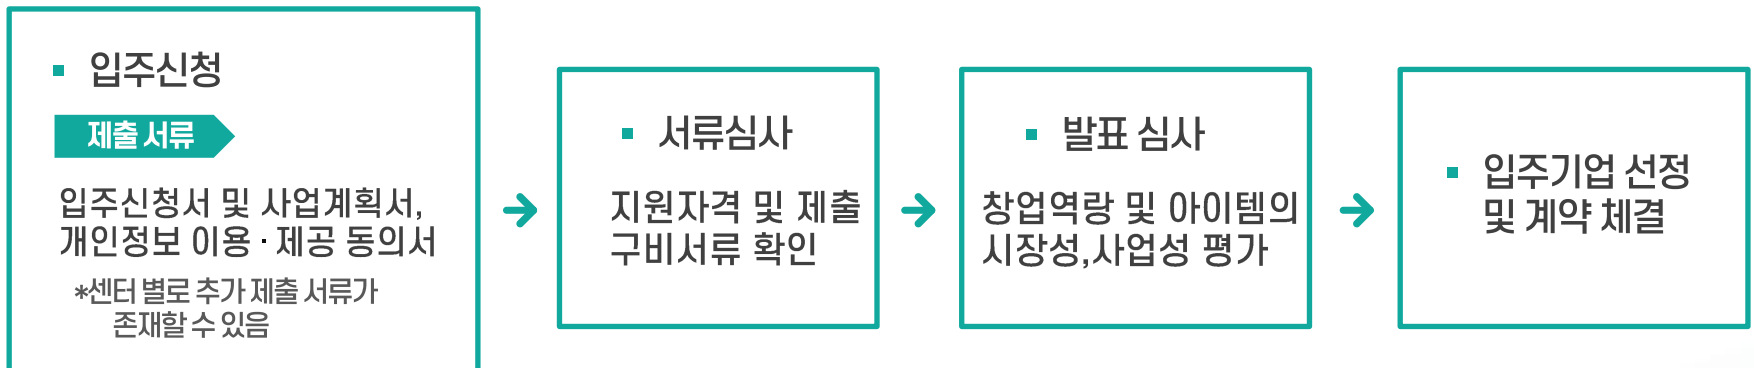 ▪ 입주신청
제출 서류
입주신청서 및 사업계획서,
개인정보 이용 · 제공 동의서
*센터 별로 추가 제출 서류가
존재할 수 있음
▪ 서류심사
지원자격 및 제출
구비서류 확인
▪ 발표 심사
창업역량 및 아이템의
시장성,사업성 평가
▪ 입주기업 선정
및 계약 체결